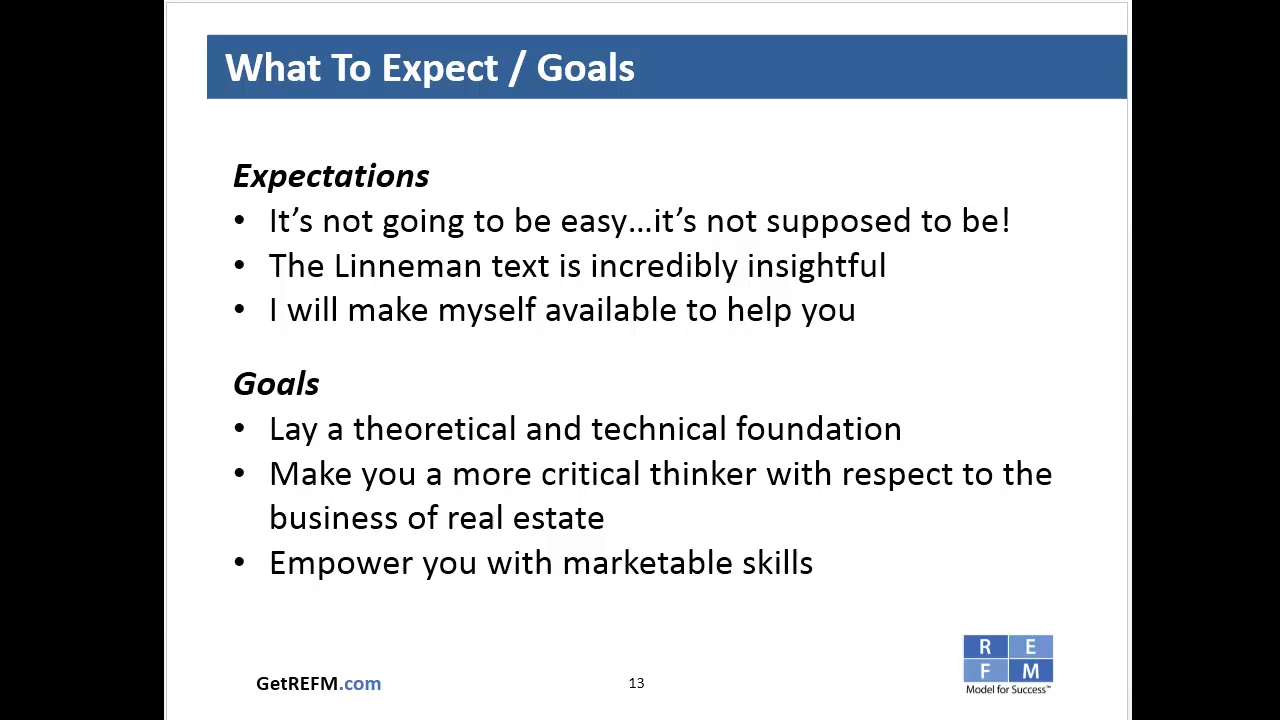 What To Expect / Goals
Expectations
• It’s not going to be easy…it’s not supposed to be!
• The Linneman text is incredibly insightful
• I will make myself available to help you
Goals
• Lay a theoretical and technical foundation
• Make you a more critical thinker with respect to the
business of real estate
• Empower you with marketable skills
GetREFM.com
13
R E
F M
Model for Success™